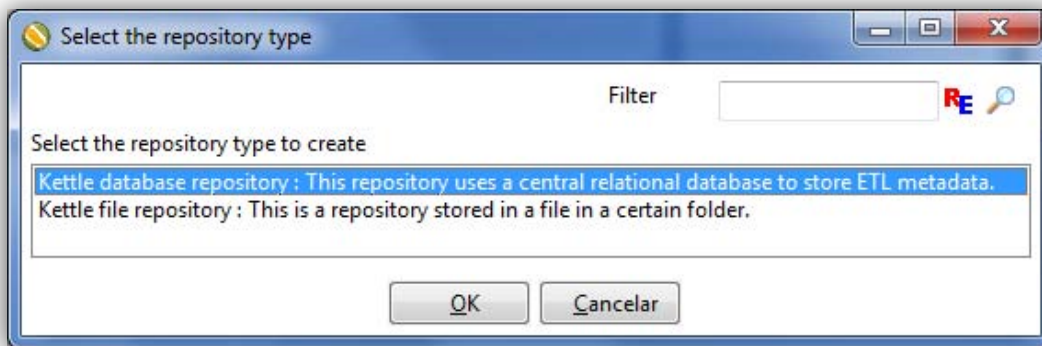 Select the repository type
Filter
RE
Select the repository type to create
Kettle database repository : This repository uses a central relational database to store ETL metadata.
Kettle file repository : This is a repository stored in a file in a certain folder.
OK Cancelar